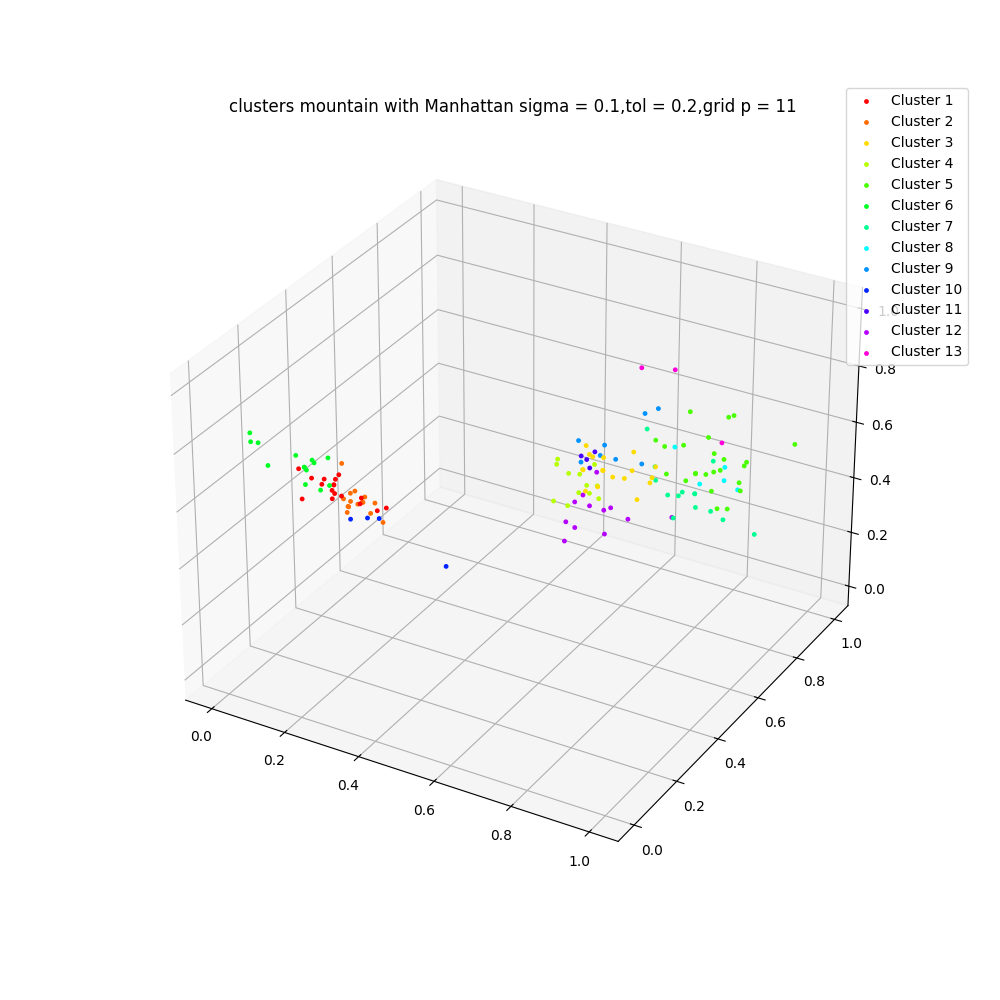 clusters mountain with Manhattan sigma = 0.1,tol = 0.2,grid p = 11
Cluster 1
Cluster 2
Cluster 3
Cluster 4
Cluster 5
Cluster 6
Cluster 7
Cluster 8
Cluster 9
Cluster 10
Cluster 11
Cluster 12
Cluster 13
1.0
0.8
0.6
0.4
0.2
0.0
1.0
0.8
0.6
0.4
0.2
0.0
0.0
0.2
0.4
0.6
0.8
1.0